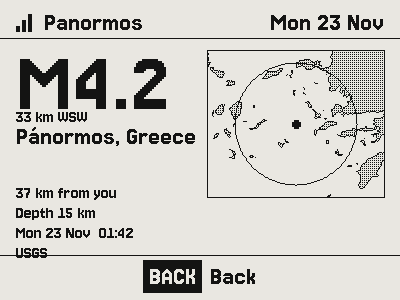 Panormos
Mon 23 Nov
M4.2
33 km WSW
Pánormos, Greece
37 km from you
Depth 15 km
Mon 23 Nov 01:42
USGS
BACK Back